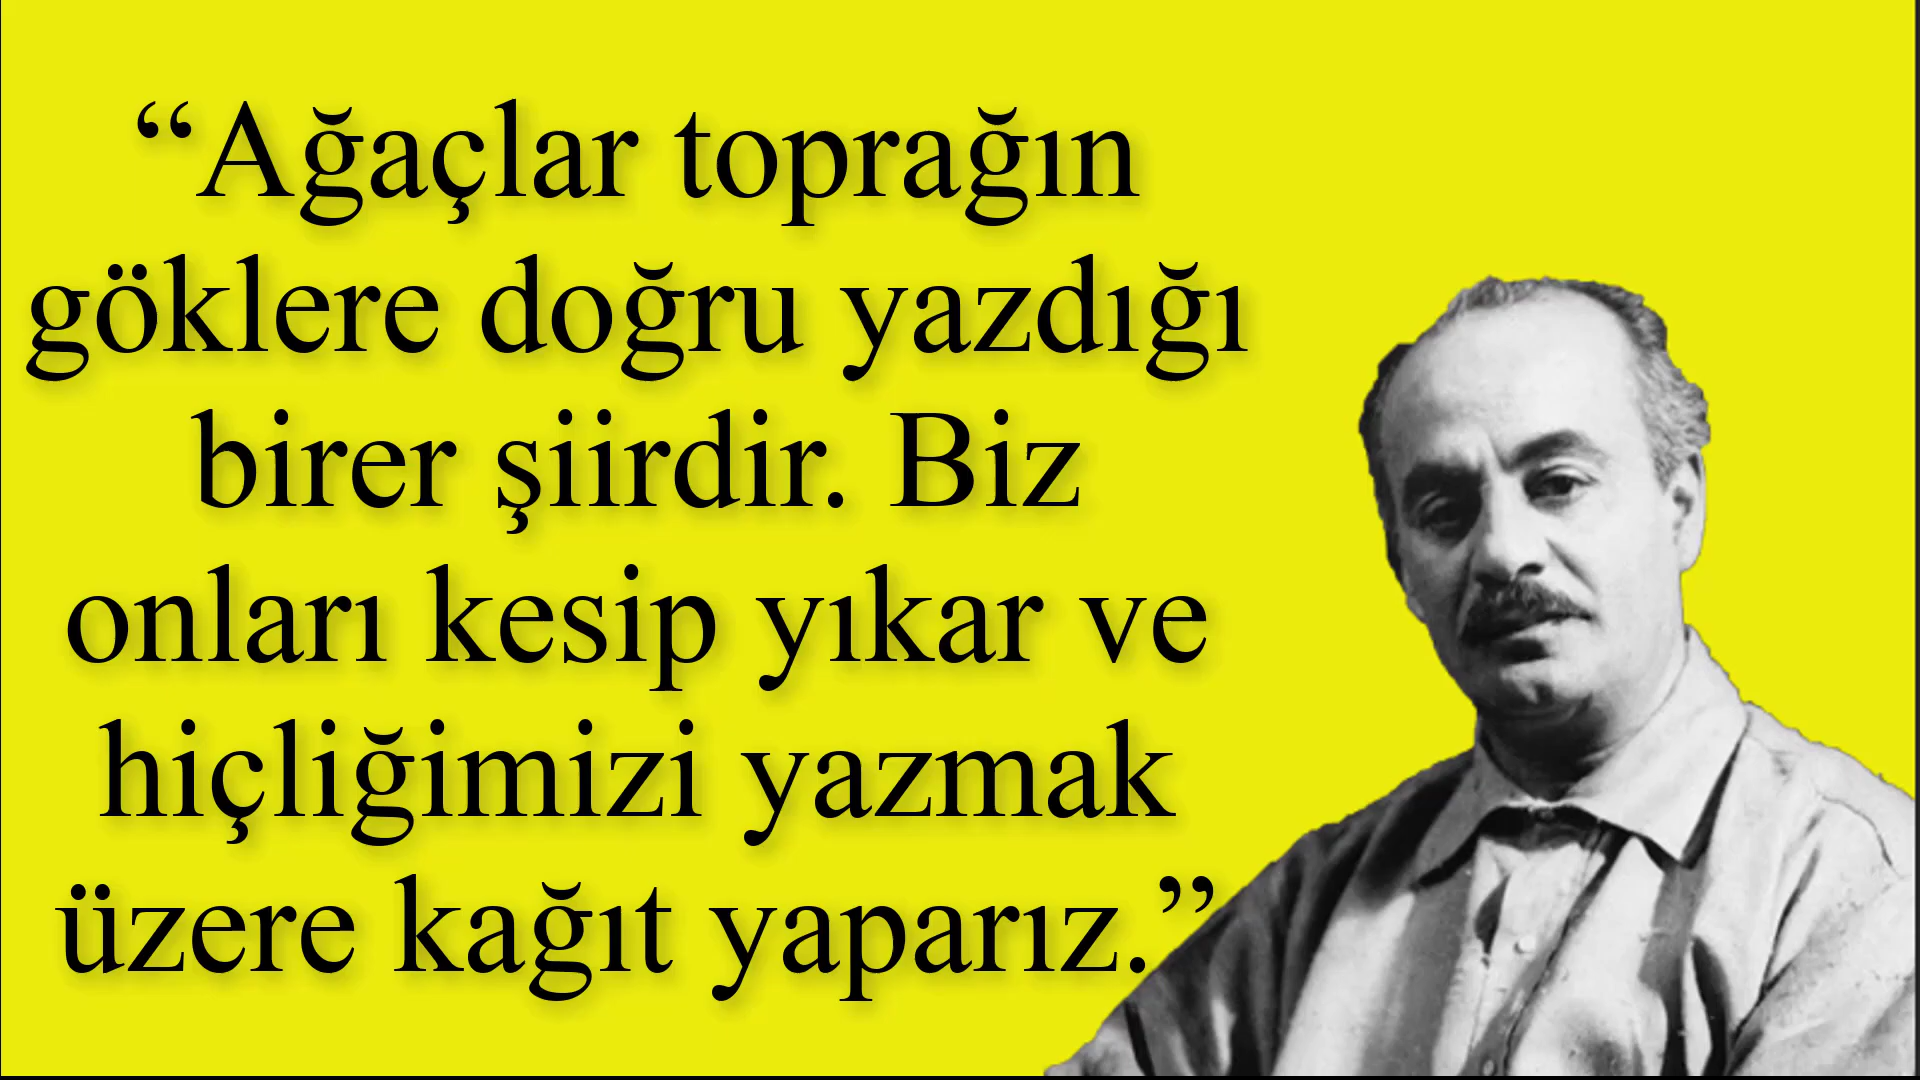 “Ağaçlar toprağın
göklere doğru yazdığı
birer şiirdir. Biz
onları kesip yıkar ve
hiçliğimizi yazmak
üzere kağıt yaparız.”